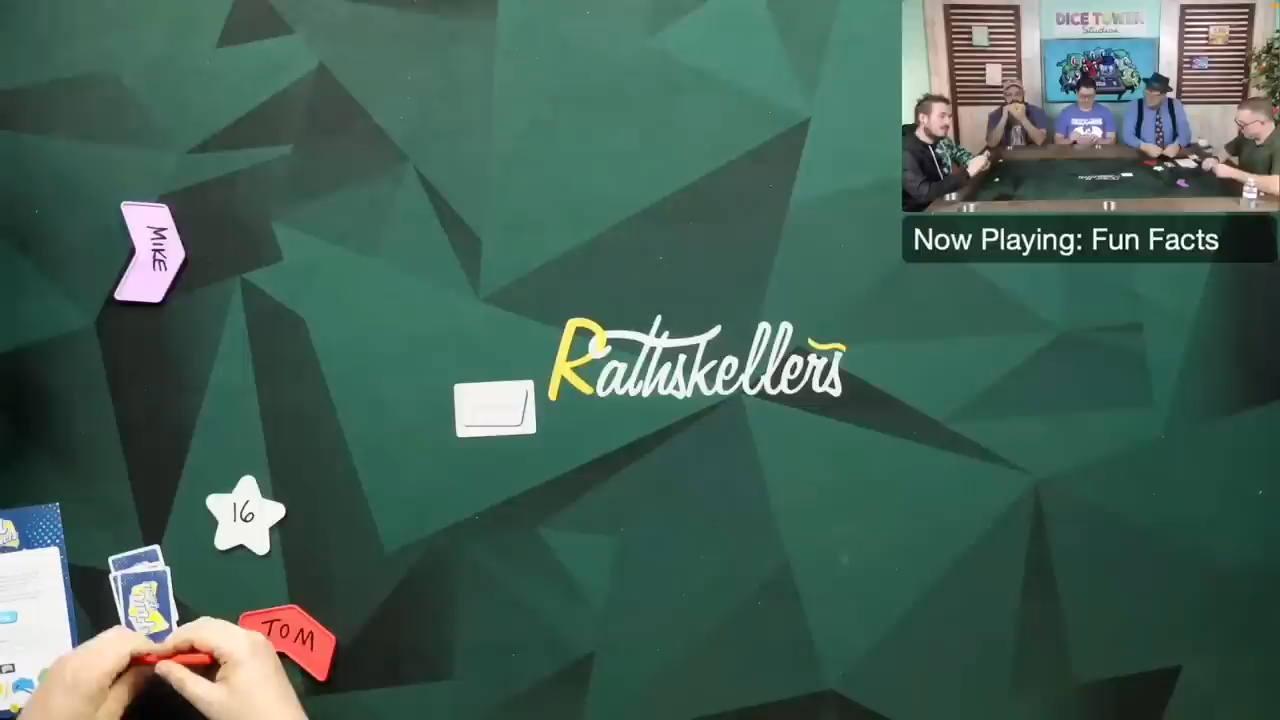 DICE TOWER
Studios
Now Playing: Fun Facts
MIKE
Rathskellers
16
TOM